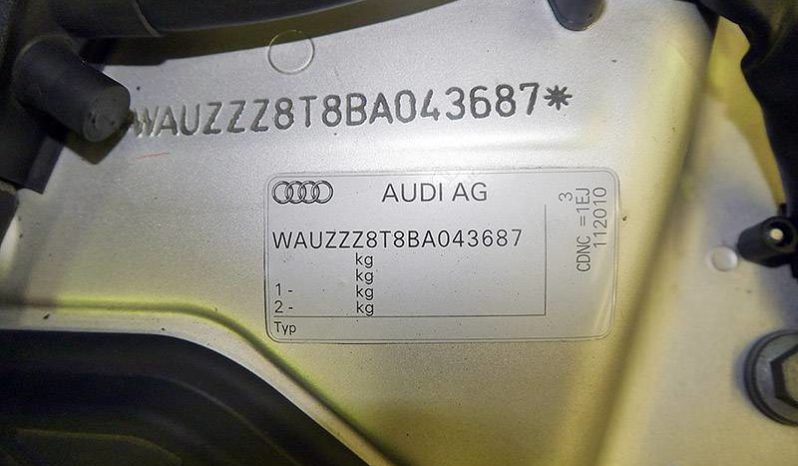 WAUZZZ8T8BA043687*
AUDI AG
WAUZZZ8T8BA043687
kg
kg
1- kg
2- kg
Typ
3
CDNC =1EJ
112010